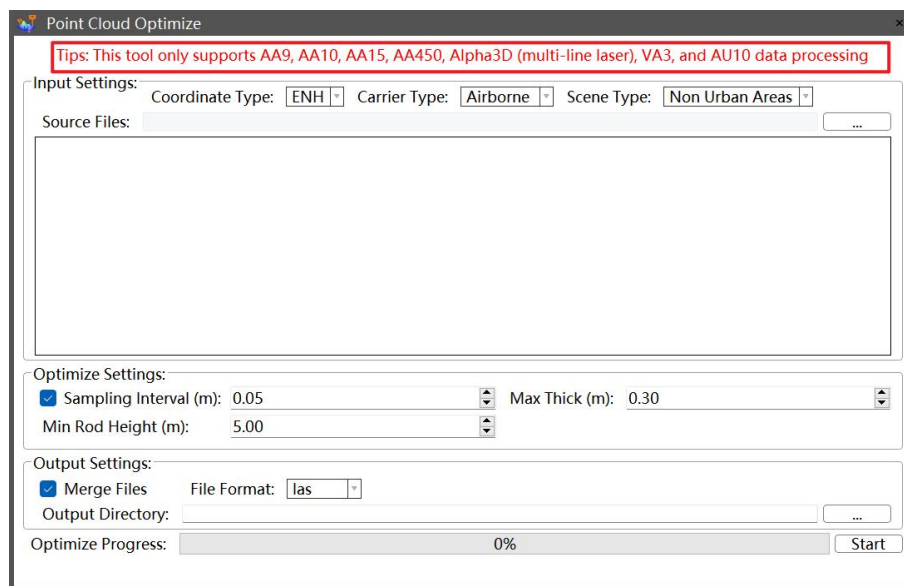 Point Cloud Optimize
Tips: This tool only supports AA9, AA10, AA15, AA450, Alpha3D (multi-line laser), VA3, and AU10 data processing
Input Settings:
Coordinate Type: ENH Carrier Type: Airborne Scene Type: Non Urban Areas
Source Files: ...
Optimize Settings:
Sampling Interval (m): 0.05 Max Thick (m): 0.30
Min Rod Height (m): 5.00
Output Settings:
Merge Files File Format: las
Output Directory: ...
Optimize Progress: 0% Start